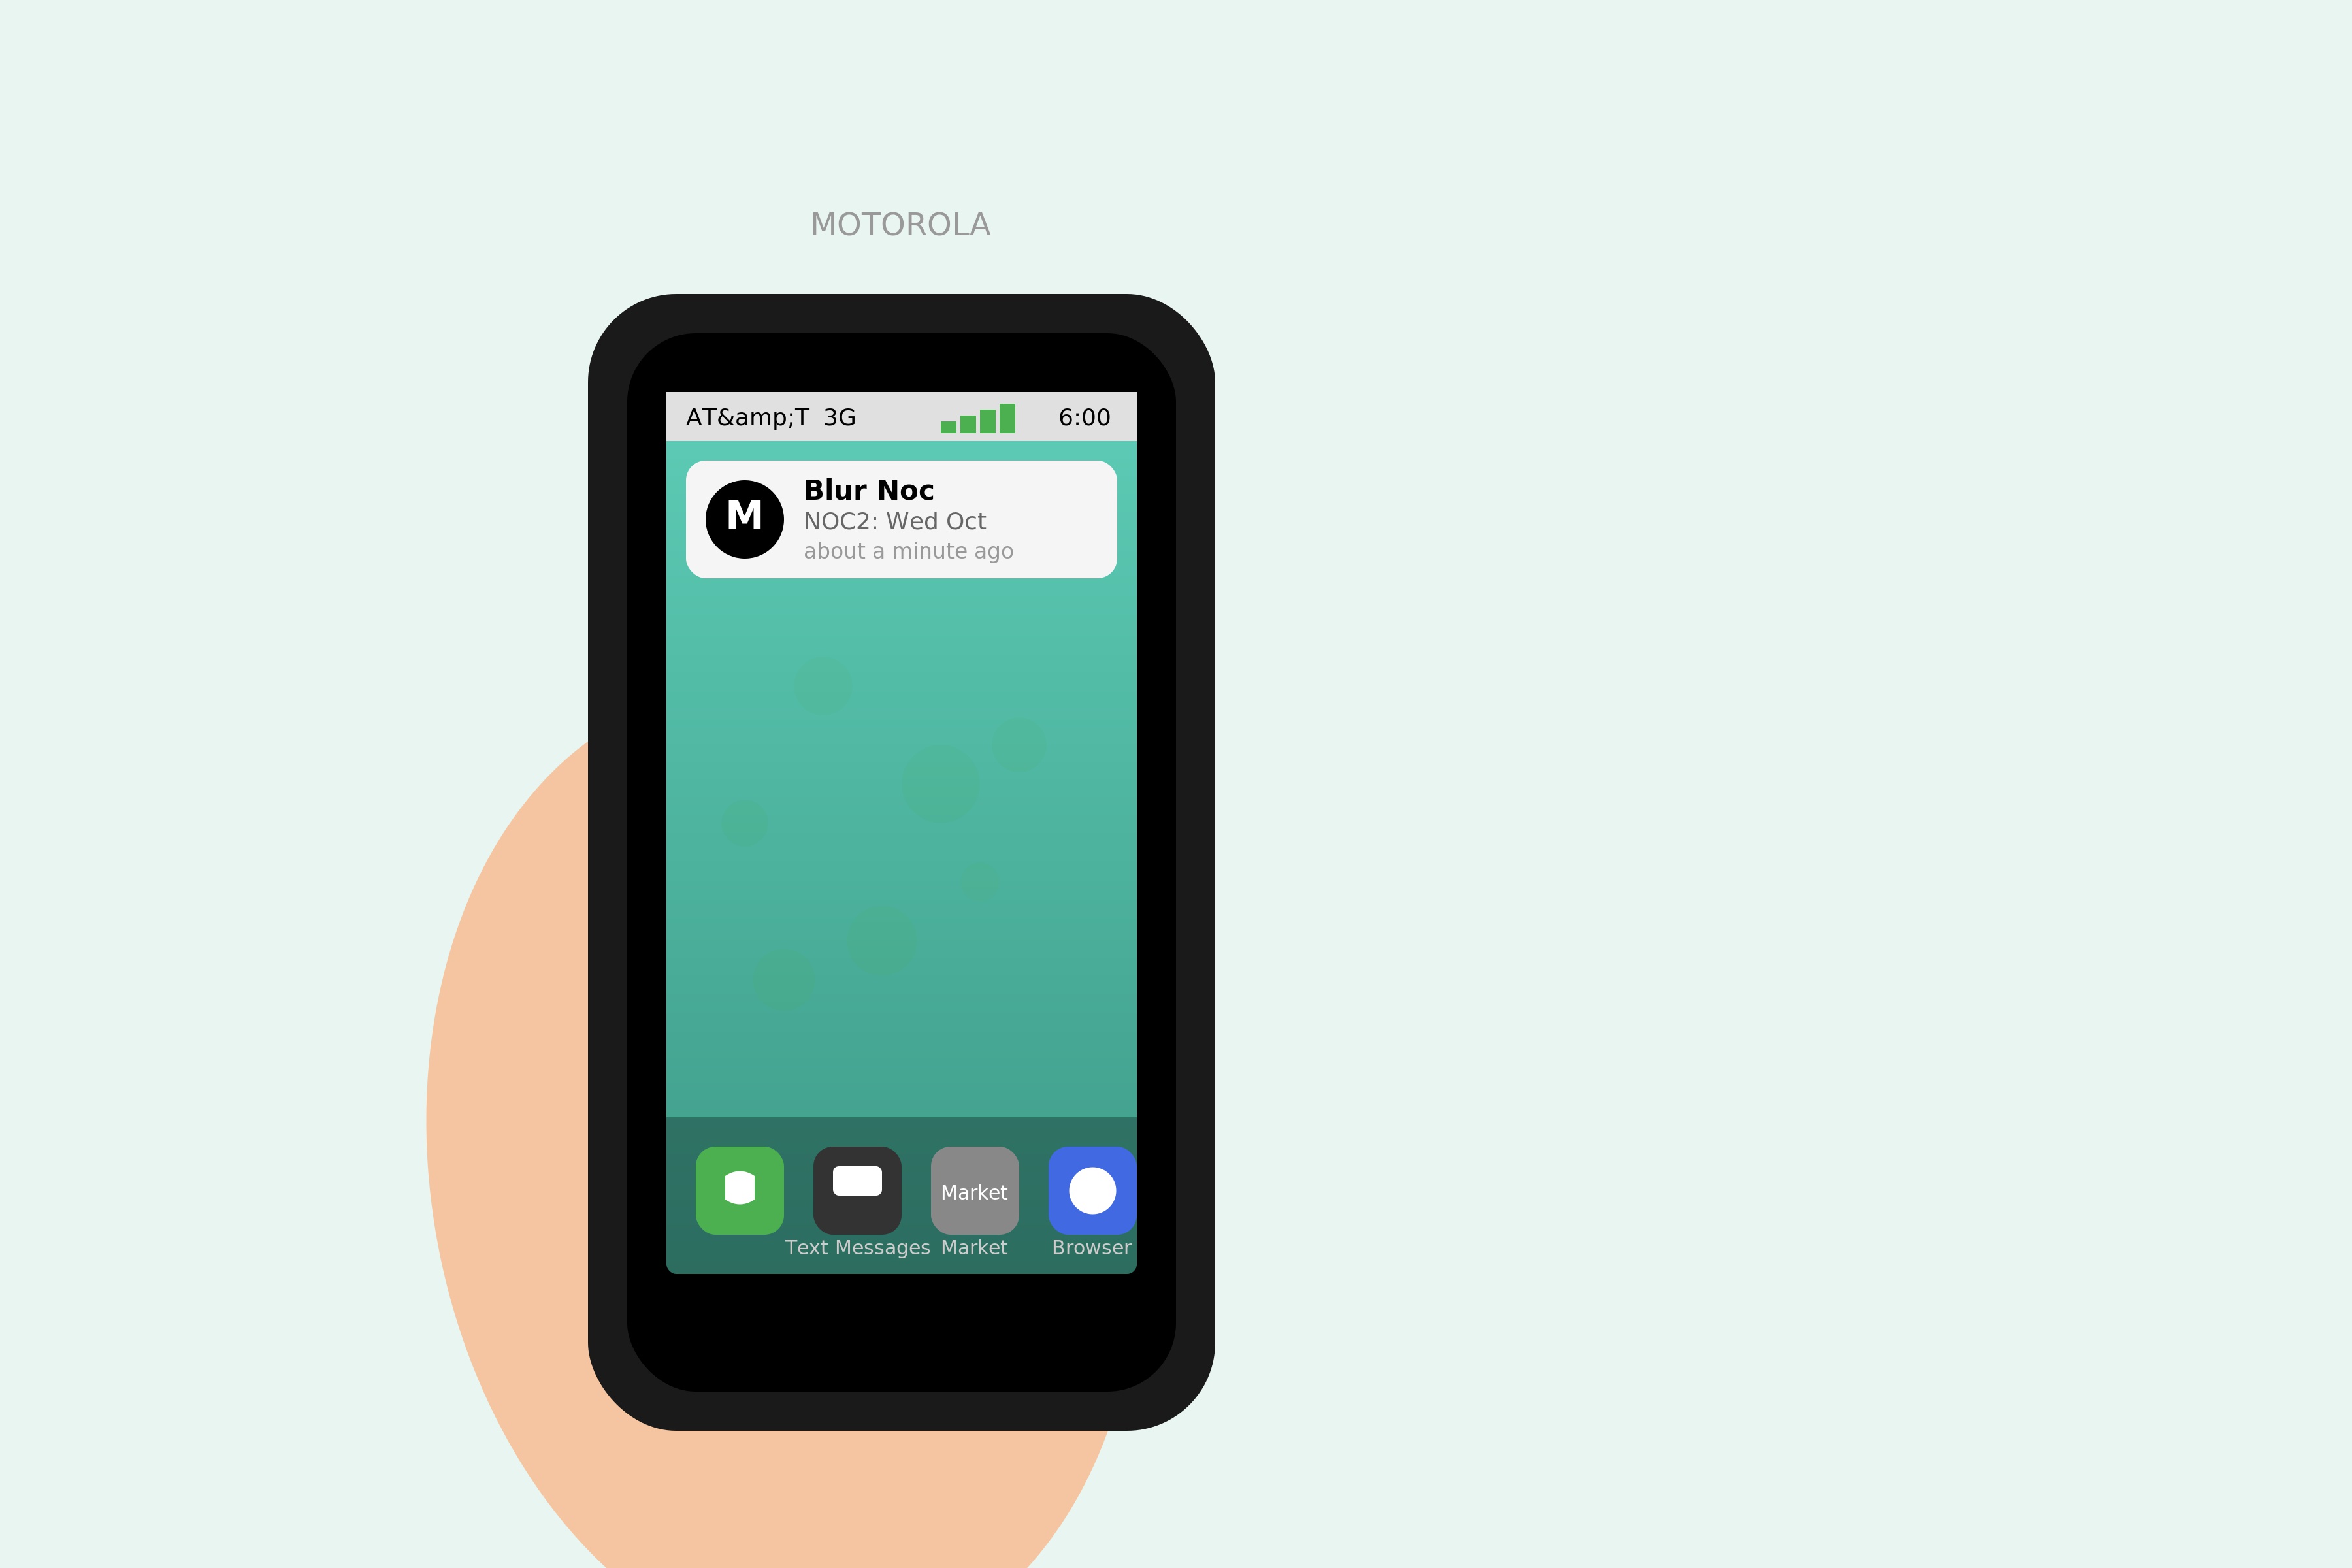 MOTOROLA
AT&amp;T 3G 6:00
M
Blur Noc
NOC2: Wed Oct
about a minute ago
Market
Text Messages Market Browser